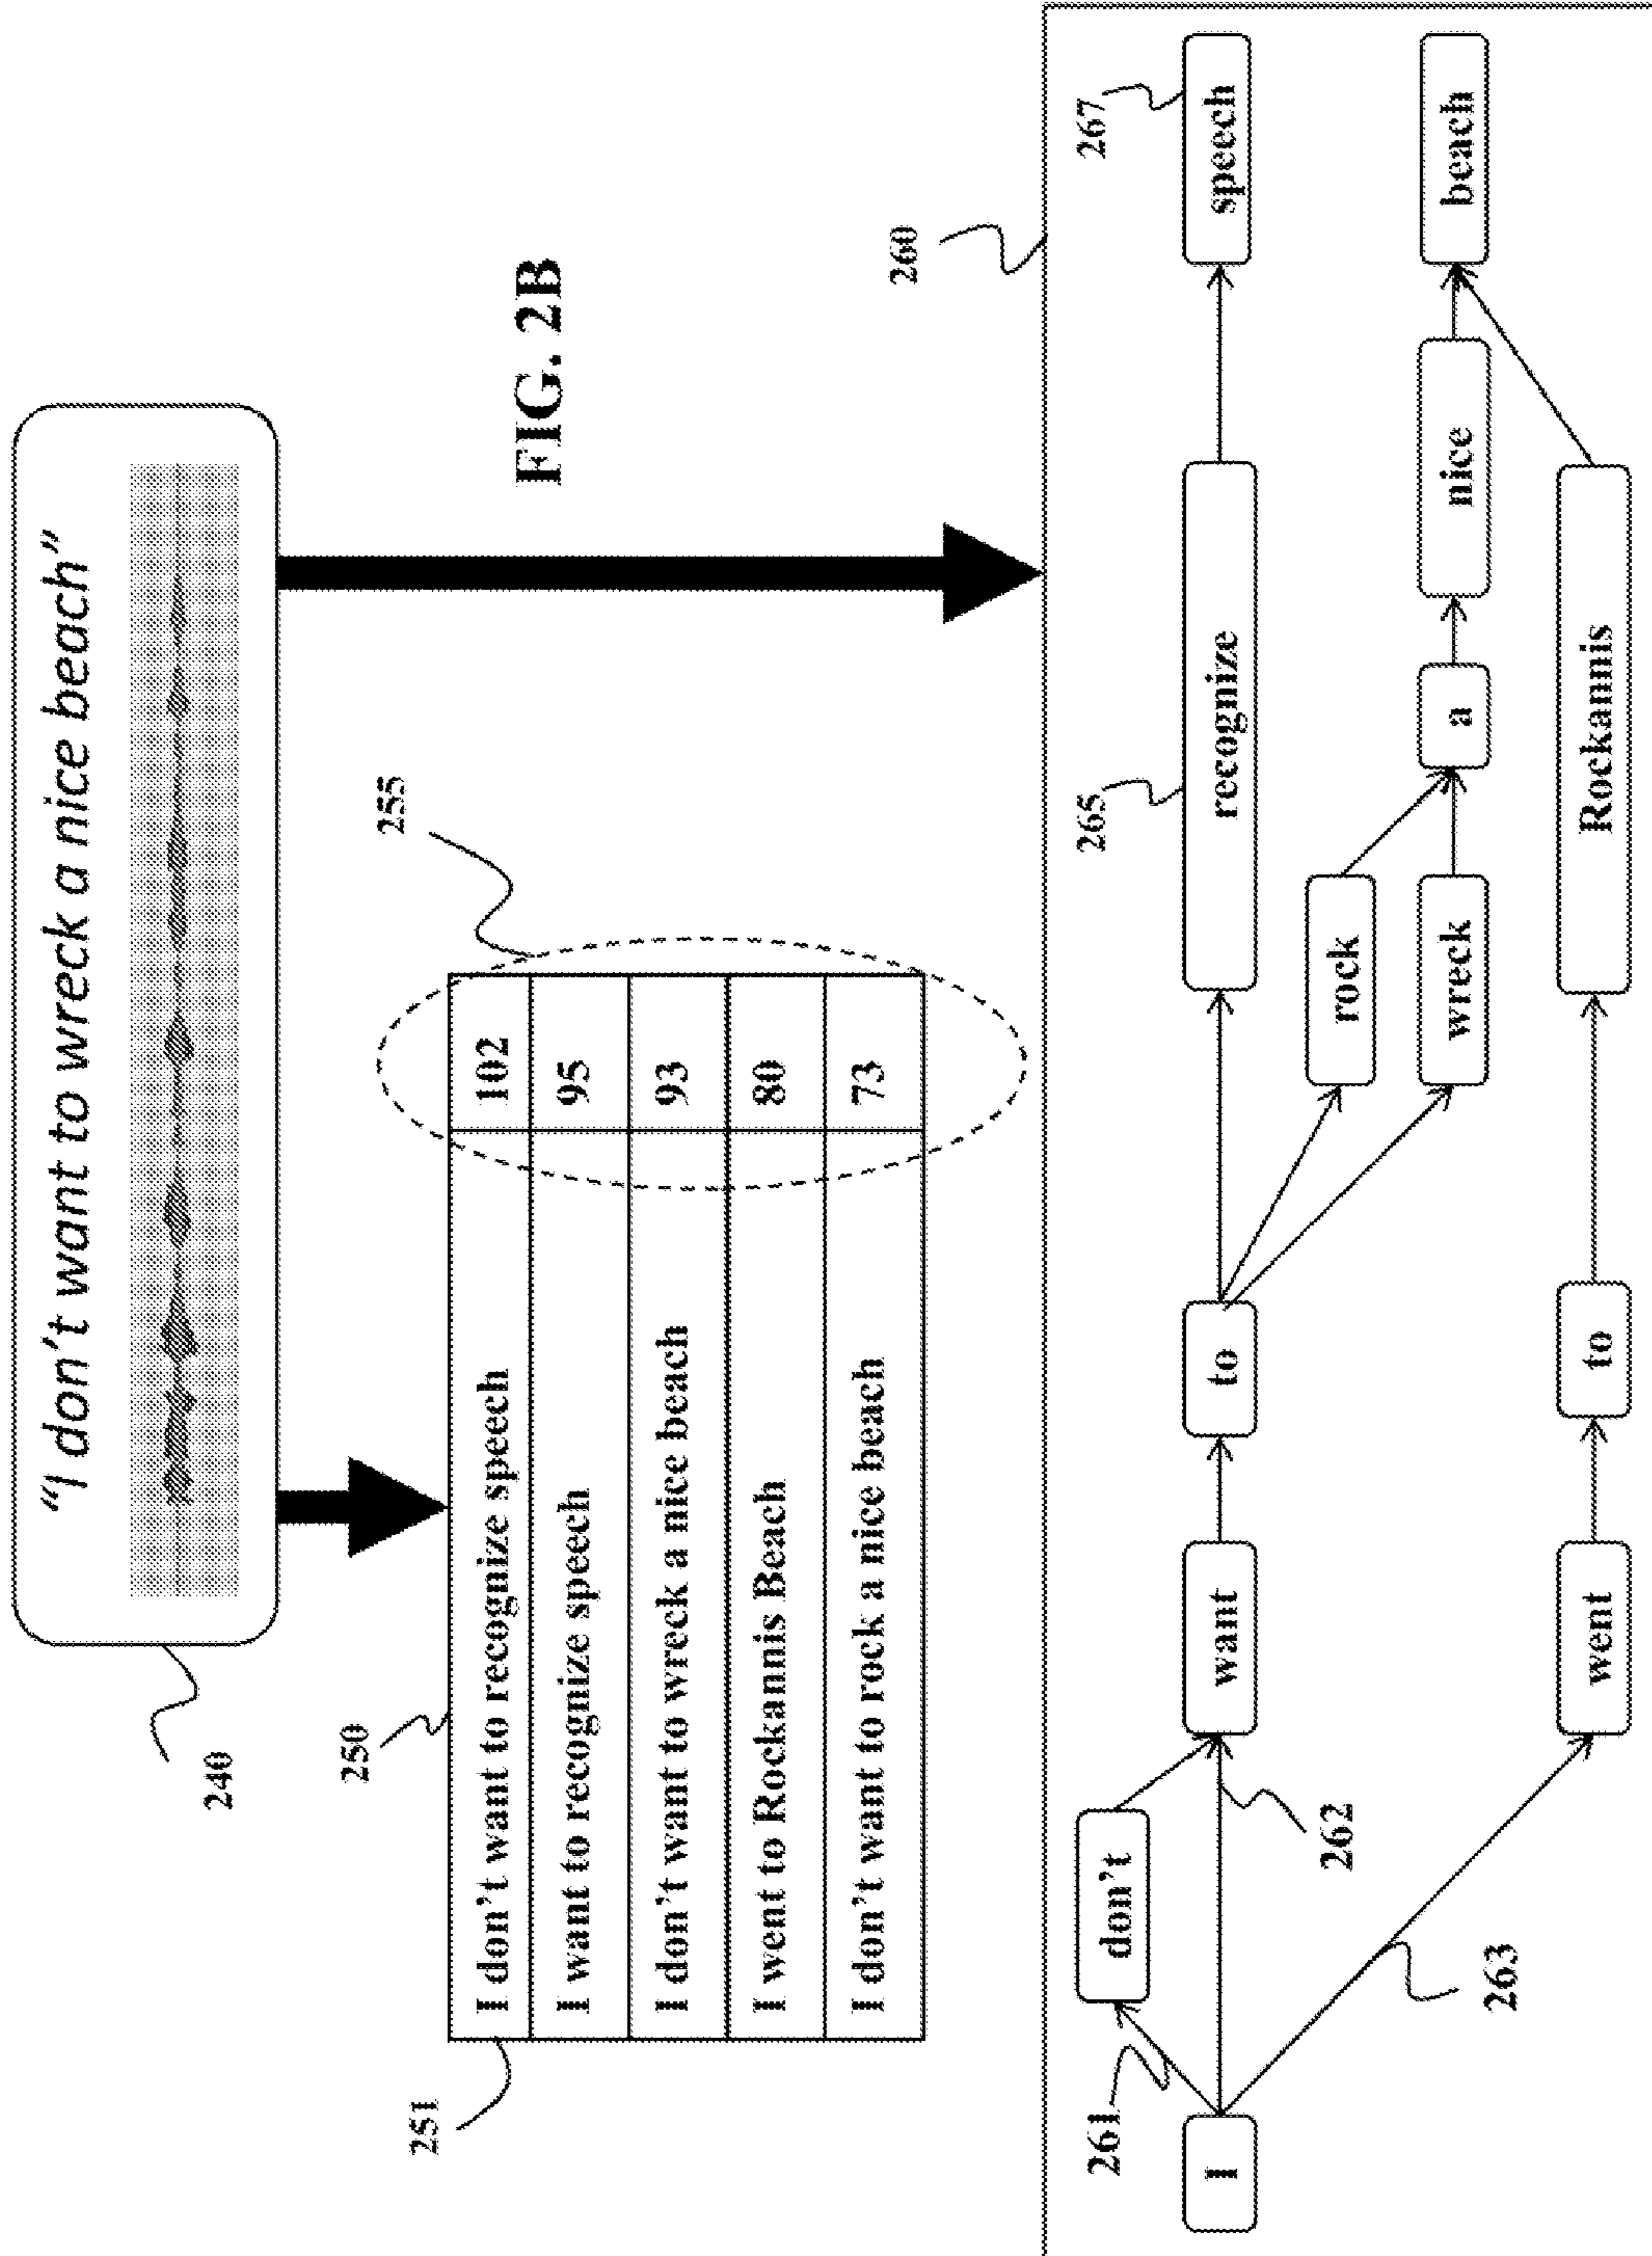 "I don't want to wreck a nice beach"
240
250
251
255
I don't want to recognize speech 102
I want to recognize speech 95
I don't want to wreck a nice beach 93
I went to Rockannis Beach 80
I don't want to rock a nice beach 73
FIG. 2B
260
261
265
267
don't
I
want
to
recognize
speech
262
rock
263
wreck
a
nice
beach
went
to
Rockannis